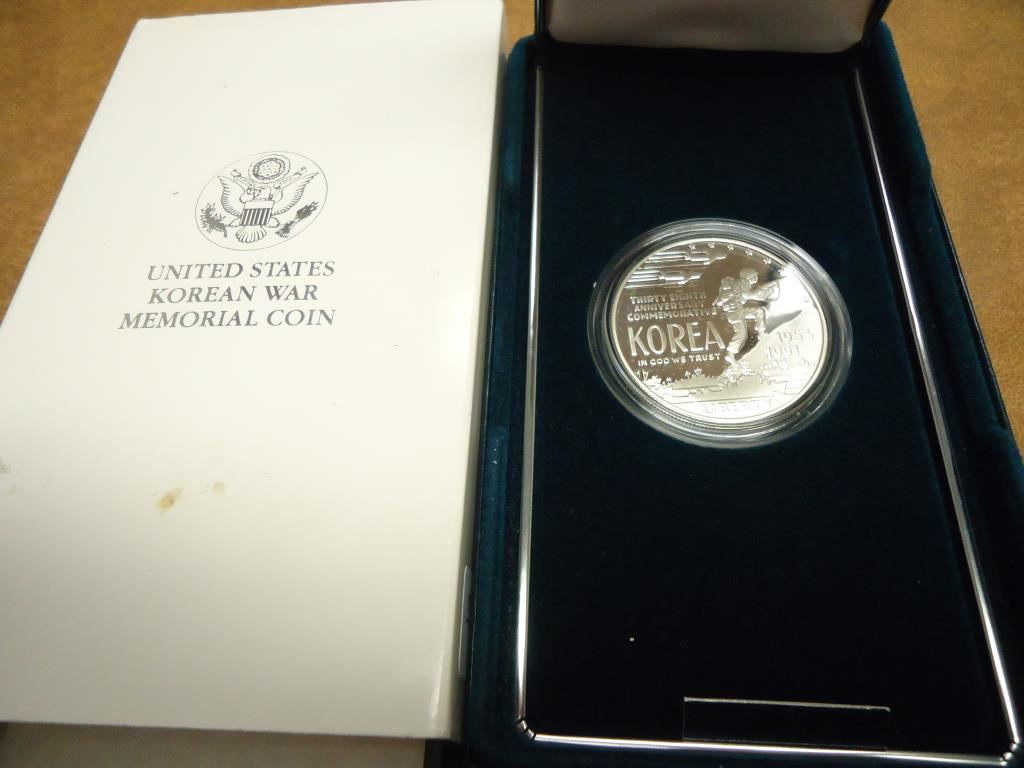 UNITED STATES
KOREAN WAR
MEMORIAL COIN
THIRTY EIGHTH
ANNIVERSARY
COMMEMORATIVE
KOREA
IN GOD WE TRUST
1953
1991
LIBERTY